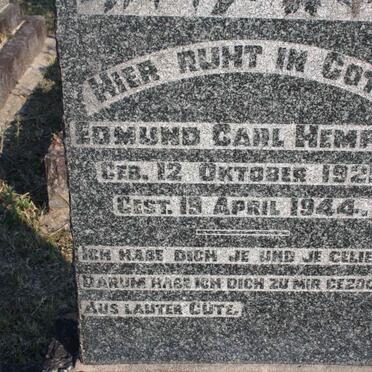 HIER RUHT IN GOT
EDMUND CARL HEMP
GEB. 12 OKTOBER 192
GEST. 15 APRIL 1944.
ICH HABE DICH JE UND JE GELIE
DARUM HABE ICH DICH ZU MIR GEZOG
AUS LAUTER GÜTE.